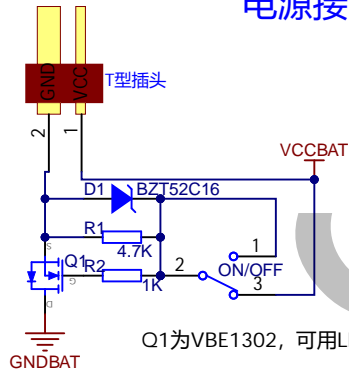 电源接
GND
VCC
T型插头
2
1
VCCBAT
D1
BZT52C16
R1
4.7K
1
S
Q1
G
R2
1K
2
ON/OFF
3
D
GNDBAT
Q1为VBE1302，可用L